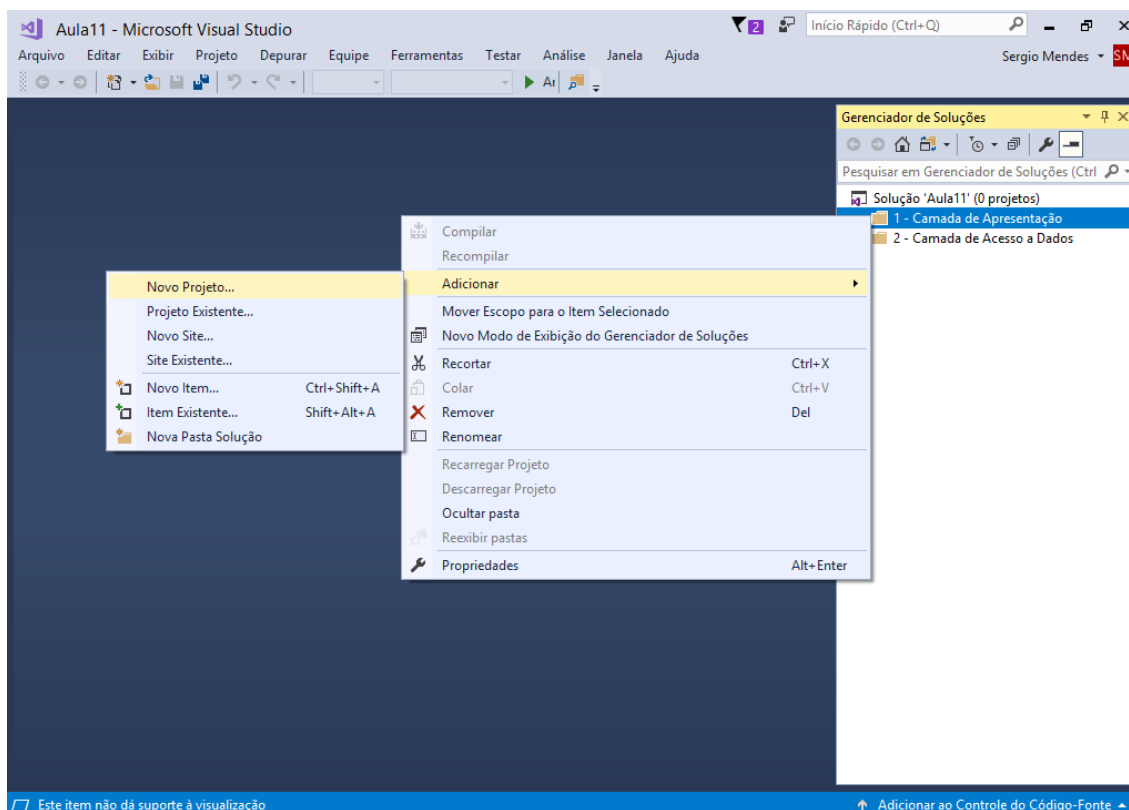 Aula11 - Microsoft Visual Studio
2
Início Rápido (Ctrl+Q)
Arquivo Editar Exibir Projeto Depurar Equipe Ferramentas Testar Análise Janela Ajuda
Sergio Mendes
SM
Gerenciador de Soluções
Pesquisar em Gerenciador de Soluções (Ctrl
Solução 'Aula11' (0 projetos)
1 - Camada de Apresentação
2 - Camada de Acesso a Dados
Compilar
Recompilar
Adicionar
Mover Escopo para o Item Selecionado
Novo Modo de Exibição do Gerenciador de Soluções
Recortar Ctrl+X
Colar Ctrl+V
Remover Del
Renomear
Recarregar Projeto
Descarregar Projeto
Ocultar pasta
Reexibir pastas
Propriedades Alt+Enter
Novo Projeto...
Projeto Existente...
Novo Site...
Site Existente...
Novo Item... Ctrl+Shift+A
Item Existente... Shift+Alt+A
Nova Pasta Solução
Este item não dá suporte à visualização
Adicionar ao Controle do Código-Fonte